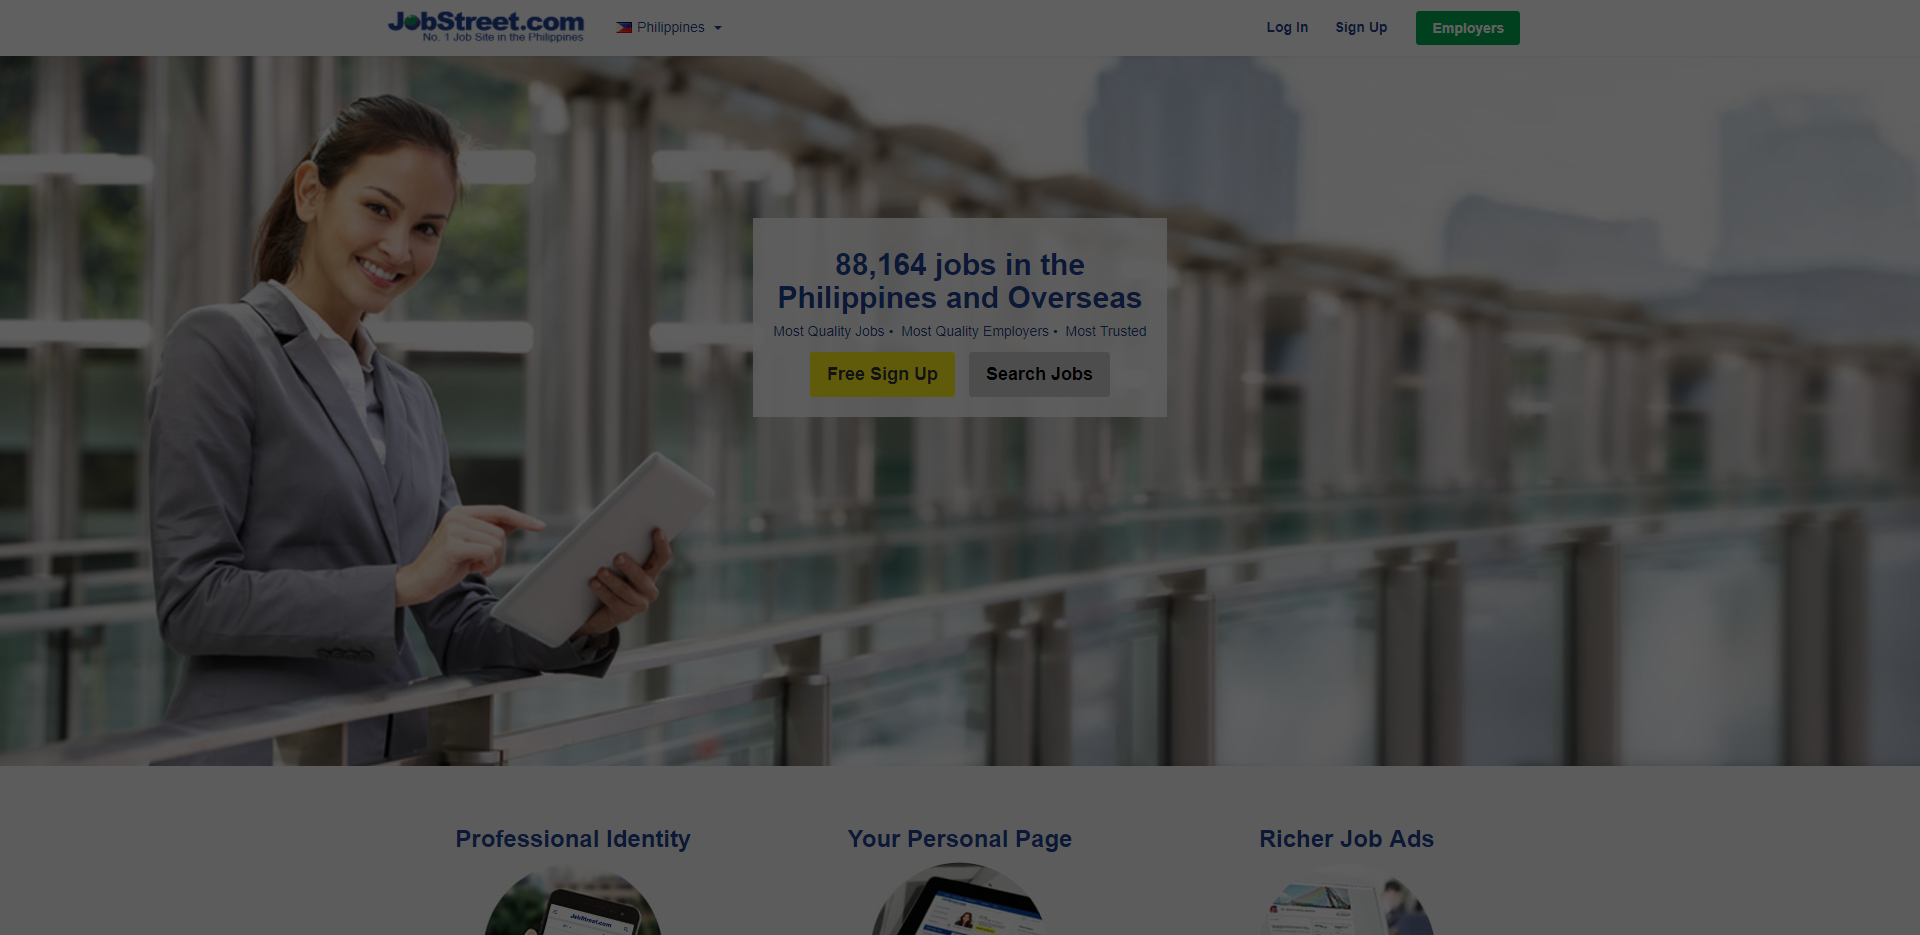 JobStreet.com
No. 1 Job Site in the Philippines
Philippines
Log In
Sign Up
Employers
88,164 jobs in the
Philippines and Overseas
Most Quality Jobs • Most Quality Employers • Most Trusted
Free Sign Up
Search Jobs
Professional Identity
Your Personal Page
Richer Job Ads
JobStreet.com